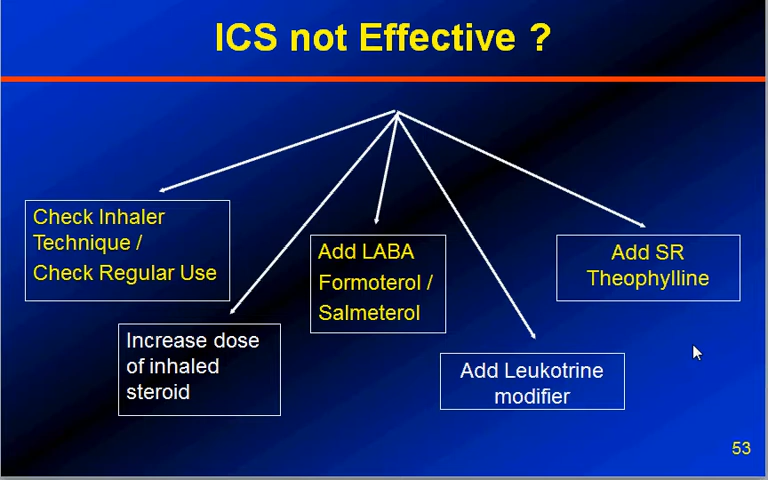 ICS not Effective ?
Check Inhaler
Technique /
Check Regular Use
Increase dose
of inhaled
steroid
Add LABA
Formoterol /
Salmeterol
Add Leukotrine
modifier
Add SR
Theophylline
53